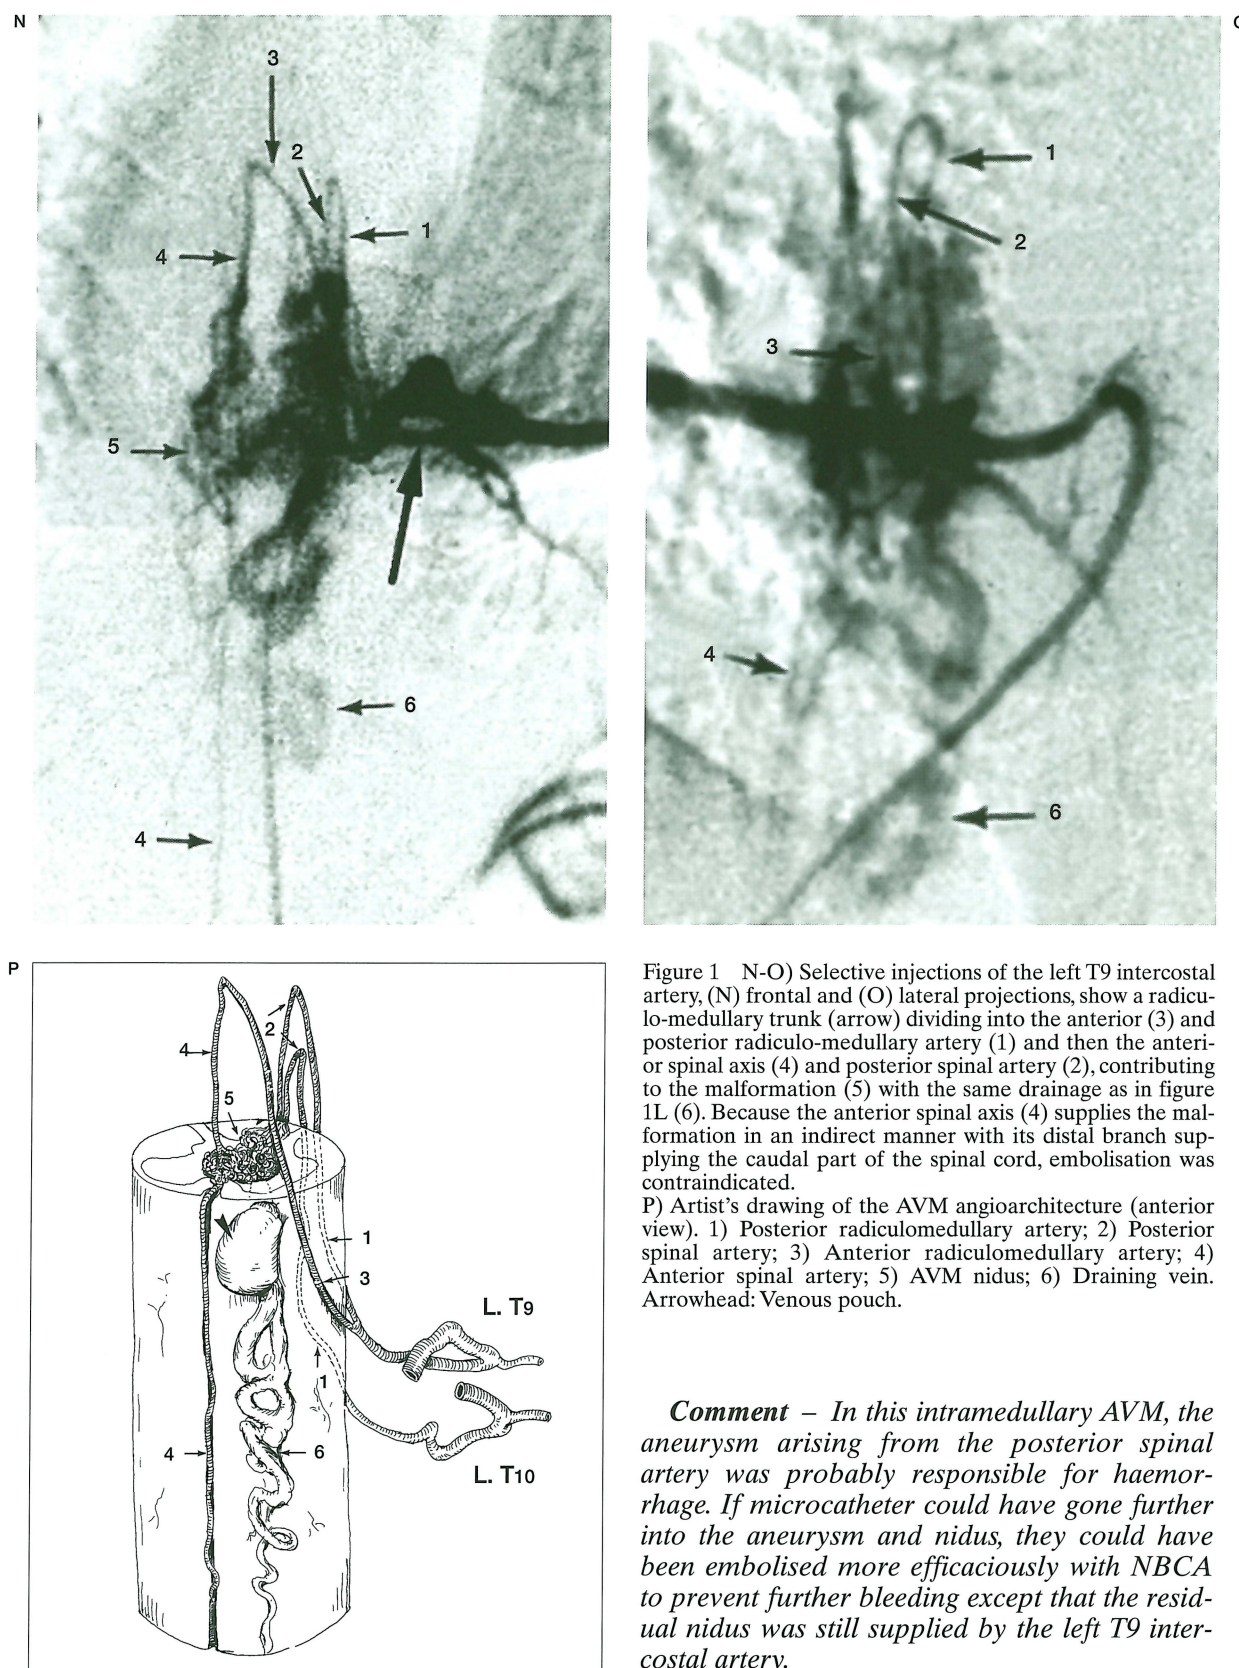 N
3
2
1
4
5
6
4
O
1
2
3
4
6
P
4
2
5
1
3
L. T9
1
4
6
L. T10
Figure 1 N-O) Selective injections of the left T9 intercostal
artery, (N) frontal and (O) lateral projections, show a radicu-
lo-medullary trunk (arrow) dividing into the anterior (3) and
posterior radiculo-medullary artery (1) and then the anteri-
or spinal axis (4) and posterior spinal artery (2), contributing
to the malformation (5) with the same drainage as in figure
1L (6). Because the anterior spinal axis (4) supplies the mal-
formation in an indirect manner with its distal branch sup-
plying the caudal part of the spinal cord, embolisation was
contraindicated.
P) Artist's drawing of the AVM angioarchitecture (anterior
view). 1) Posterior radiculomedullary artery; 2) Posterior
spinal artery; 3) Anterior radiculomedullary artery; 4)
Anterior spinal artery; 5) AVM nidus; 6) Draining vein.
Arrowhead: Venous pouch.
Comment – In this intramedullary AVM, the
aneurysm arising from the posterior spinal
artery was probably responsible for haemor-
rhage. If microcatheter could have gone further
into the aneurysm and nidus, they could have
been embolised more efficaciously with NBCA
to prevent further bleeding except that the resid-
ual nidus was still supplied by the left T9 inter-
costal artery.